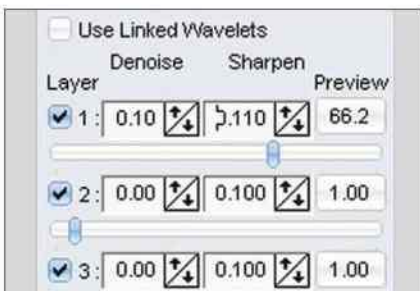 Use Linked Wavelets
Denoise Sharpen
Layer Preview
1 : 0.10 .110 66.2
2 : 0.00 0.100 1.00
3 : 0.00 0.100 1.00